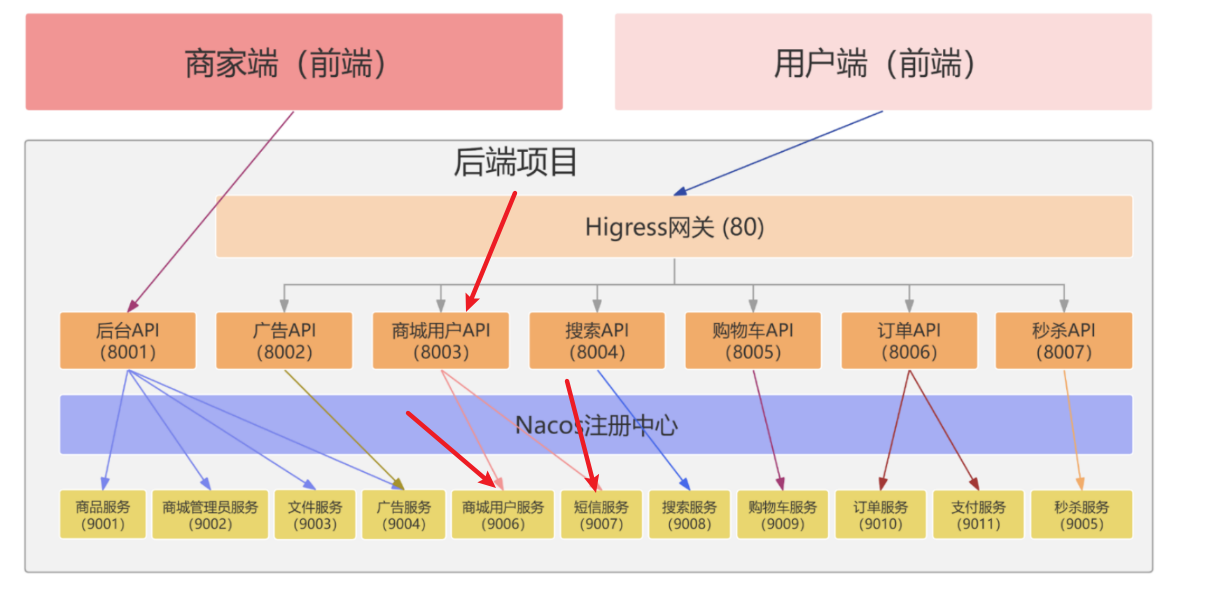 商家端（前端）
用户端（前端）
后端项目
Higress网关 (80)
后台API
(8001)
广告API
(8002)
商城用户API
(8003)
搜索API
(8004)
购物车API
(8005)
订单API
(8006)
秒杀API
(8007)
Nacos注册中心
商品服务
(9001)
商城管理员服务
(9002)
文件服务
(9003)
广告服务
(9004)
商城用户服务
(9006)
短信服务
(9007)
搜索服务
(9008)
购物车服务
(9009)
订单服务
(9010)
支付服务
(9011)
秒杀服务
(9005)